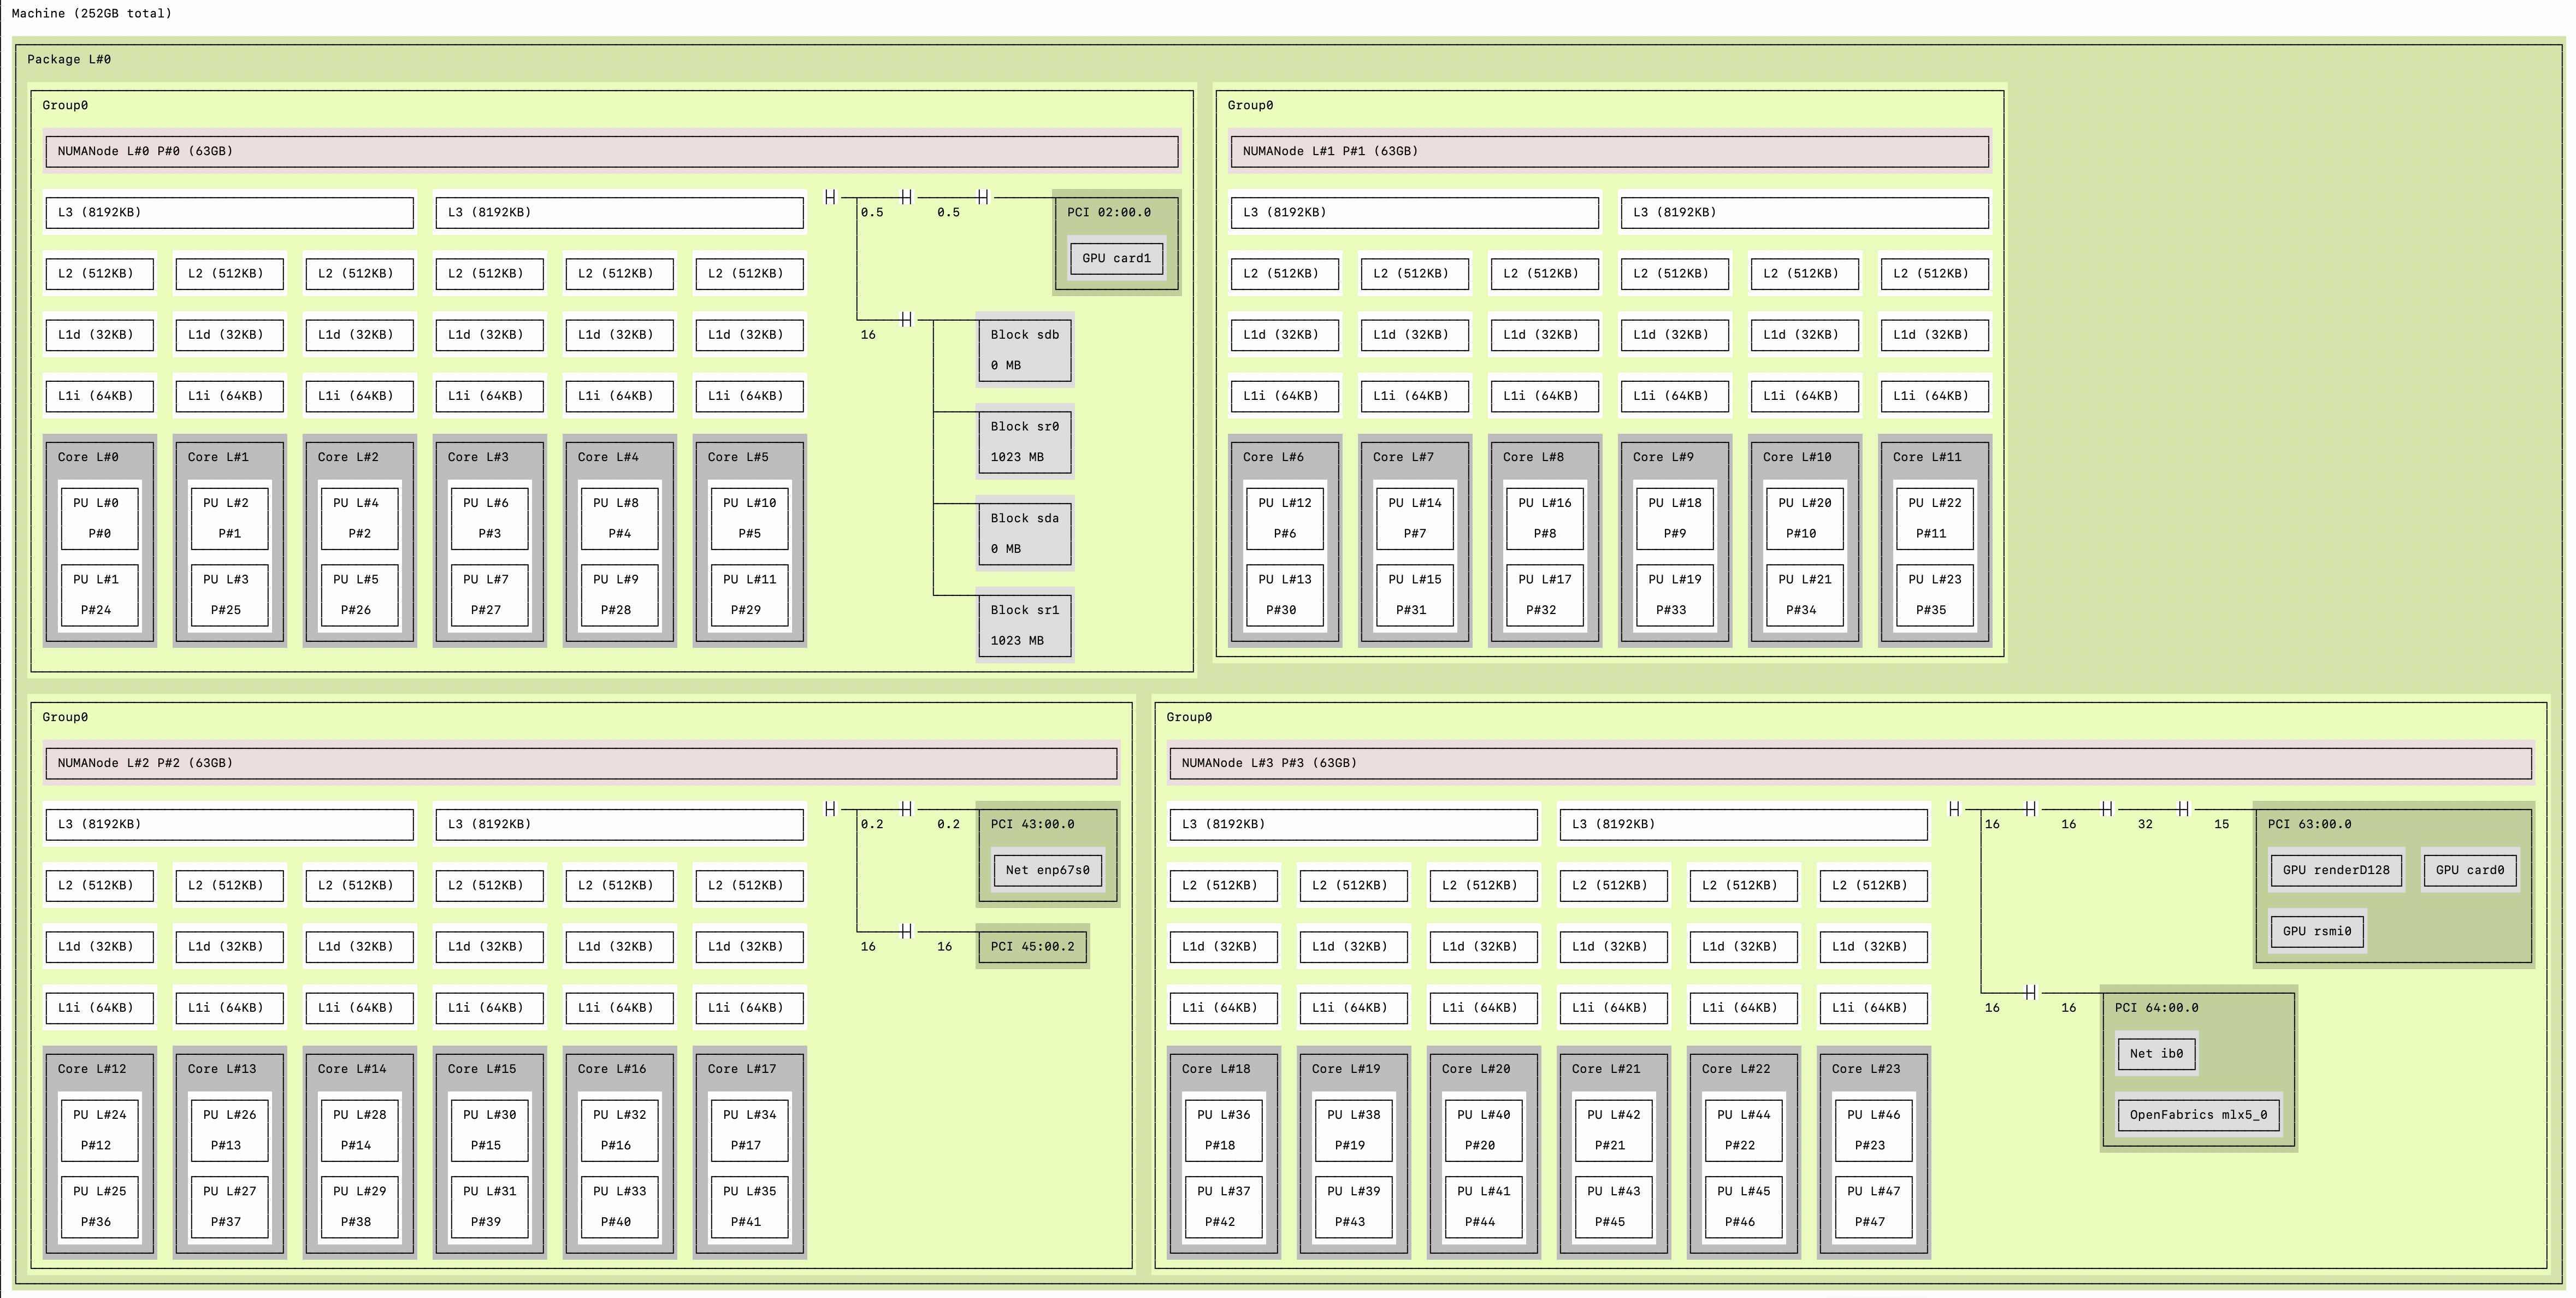 Machine (252GB total)
Package L#0
Group0
NUMANode L#0 P#0 (63GB)
L3 (8192KB) L3 (8192KB)
L2 (512KB) L2 (512KB) L2 (512KB) L2 (512KB) L2 (512KB) L2 (512KB)
L1d (32KB) L1d (32KB) L1d (32KB) L1d (32KB) L1d (32KB) L1d (32KB)
L1i (64KB) L1i (64KB) L1i (64KB) L1i (64KB) L1i (64KB) L1i (64KB)
Core L#0 Core L#1 Core L#2 Core L#3 Core L#4 Core L#5
PU L#0 PU L#2 PU L#4 PU L#6 PU L#8 PU L#10
P#0 P#1 P#2 P#3 P#4 P#5
PU L#1 PU L#3 PU L#5 PU L#7 PU L#9 PU L#11
P#24 P#25 P#26 P#27 P#28 P#29
0.5 0.5 PCI 02:00.0
GPU card1
16 Block sdb
0 MB
Block sr0
1023 MB
Block sda
0 MB
Block sr1
1023 MB
Group0
NUMANode L#1 P#1 (63GB)
L3 (8192KB) L3 (8192KB)
L2 (512KB) L2 (512KB) L2 (512KB) L2 (512KB) L2 (512KB) L2 (512KB)
L1d (32KB) L1d (32KB) L1d (32KB) L1d (32KB) L1d (32KB) L1d (32KB)
L1i (64KB) L1i (64KB) L1i (64KB) L1i (64KB) L1i (64KB) L1i (64KB)
Core L#6 Core L#7 Core L#8 Core L#9 Core L#10 Core L#11
PU L#12 PU L#14 PU L#16 PU L#18 PU L#20 PU L#22
P#6 P#7 P#8 P#9 P#10 P#11
PU L#13 PU L#15 PU L#17 PU L#19 PU L#21 PU L#23
P#30 P#31 P#32 P#33 P#34 P#35
Group0
NUMANode L#2 P#2 (63GB)
L3 (8192KB) L3 (8192KB)
L2 (512KB) L2 (512KB) L2 (512KB) L2 (512KB) L2 (512KB) L2 (512KB)
L1d (32KB) L1d (32KB) L1d (32KB) L1d (32KB) L1d (32KB) L1d (32KB)
L1i (64KB) L1i (64KB) L1i (64KB) L1i (64KB) L1i (64KB) L1i (64KB)
Core L#12 Core L#13 Core L#14 Core L#15 Core L#16 Core L#17
PU L#24 PU L#26 PU L#28 PU L#30 PU L#32 PU L#34
P#12 P#13 P#14 P#15 P#16 P#17
PU L#25 PU L#27 PU L#29 PU L#31 PU L#33 PU L#35
P#36 P#37 P#38 P#39 P#40 P#41
0.2 0.2 PCI 43:00.0
Net enp67s0
16 16 PCI 45:00.2
Group0
NUMANode L#3 P#3 (63GB)
L3 (8192KB) L3 (8192KB)
L2 (512KB) L2 (512KB) L2 (512KB) L2 (512KB) L2 (512KB) L2 (512KB)
L1d (32KB) L1d (32KB) L1d (32KB) L1d (32KB) L1d (32KB) L1d (32KB)
L1i (64KB) L1i (64KB) L1i (64KB) L1i (64KB) L1i (64KB) L1i (64KB)
Core L#18 Core L#19 Core L#20 Core L#21 Core L#22 Core L#23
PU L#36 PU L#38 PU L#40 PU L#42 PU L#44 PU L#46
P#18 P#19 P#20 P#21 P#22 P#23
PU L#37 PU L#39 PU L#41 PU L#43 PU L#45 PU L#47
P#42 P#43 P#44 P#45 P#46 P#47
16 16 32 15 PCI 63:00.0
GPU renderD128 GPU card0
GPU rsmi0
16 16 PCI 64:00.0
Net ib0
OpenFabrics mlx5_0